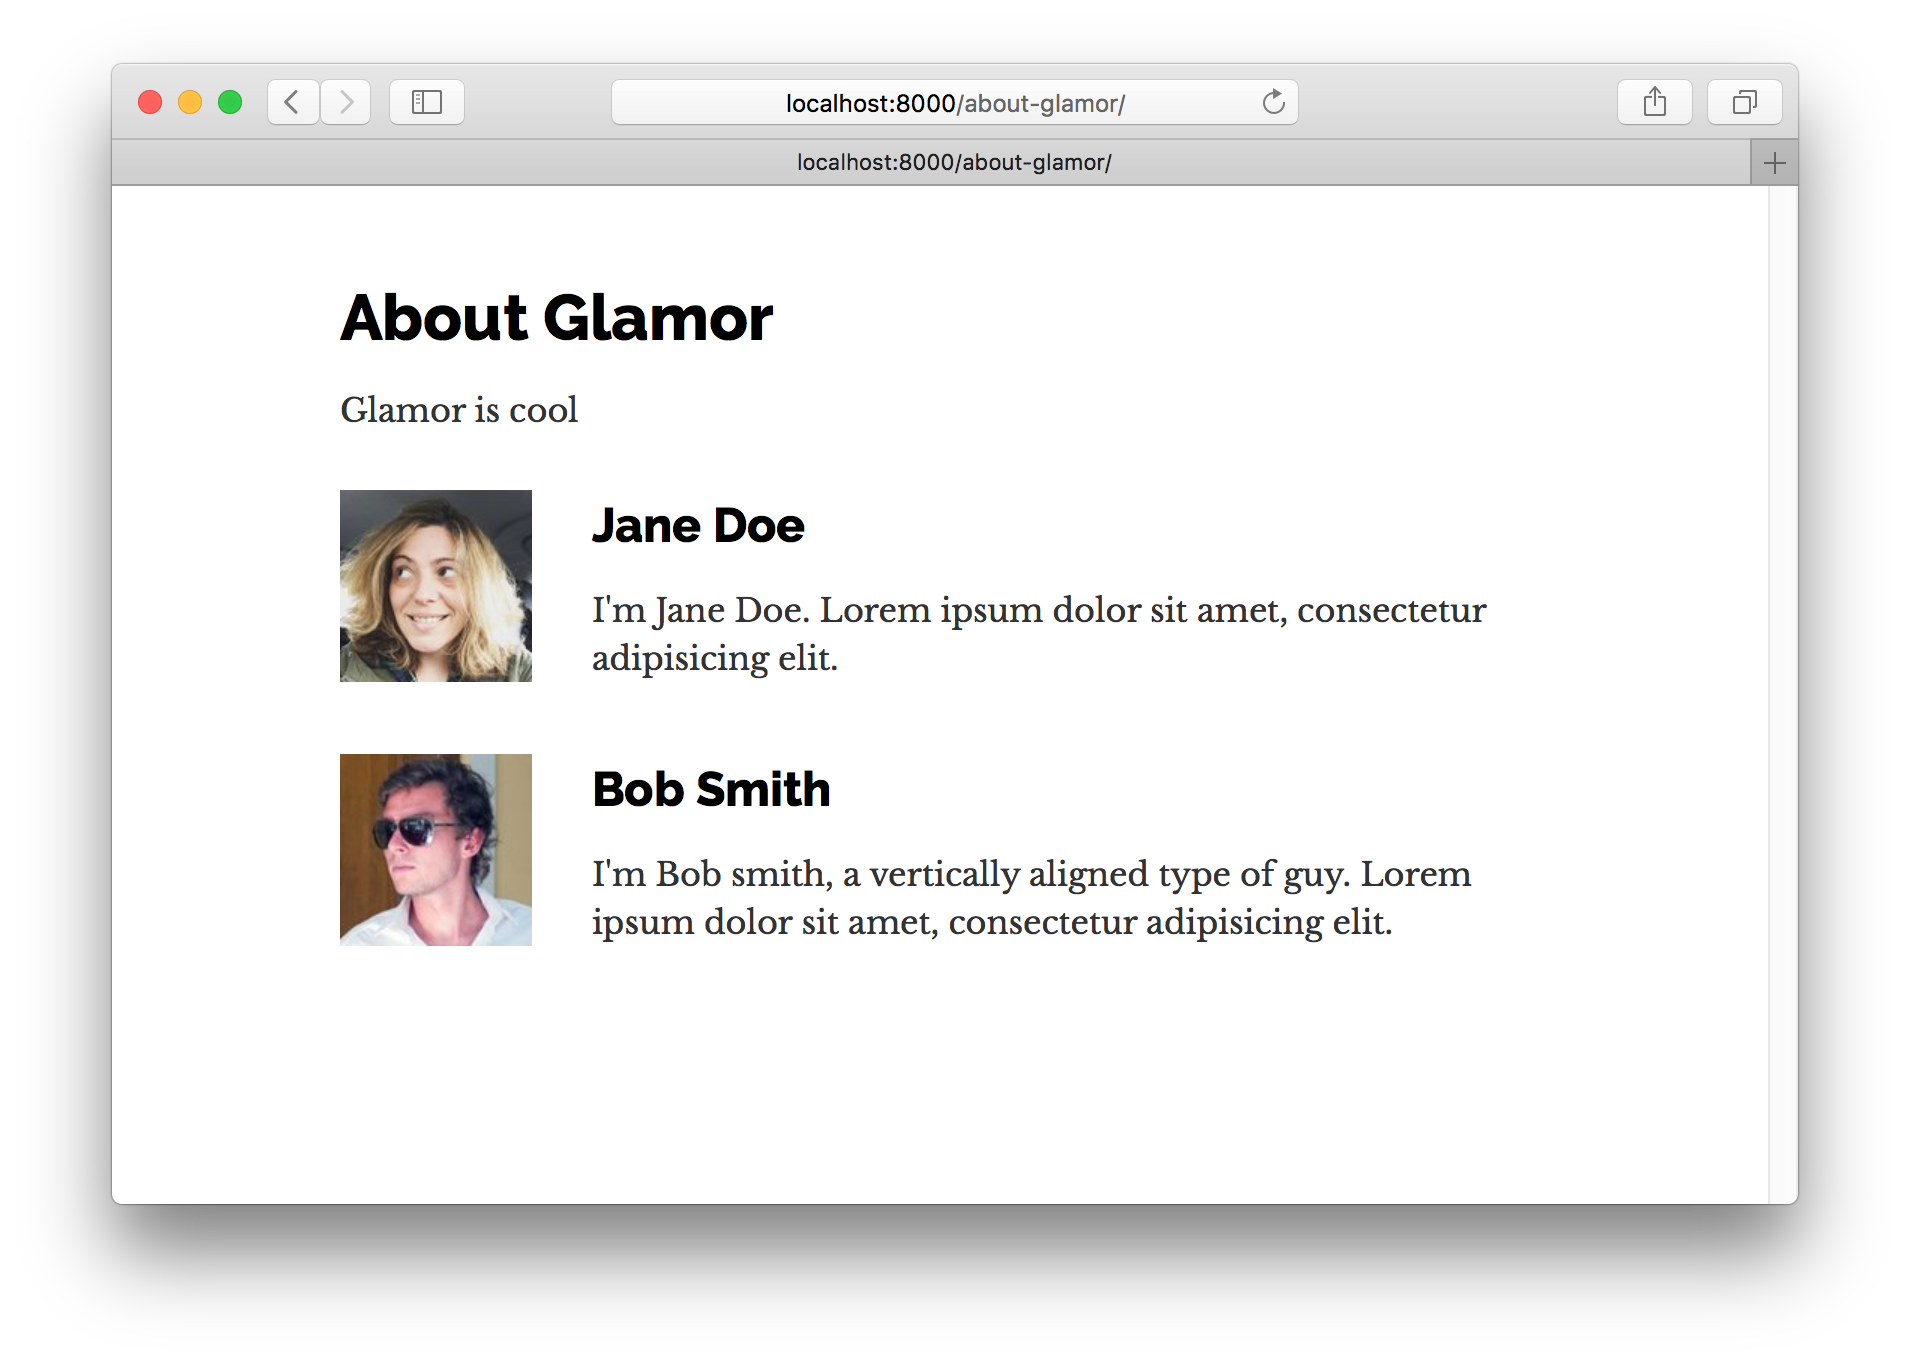 localhost:8000/about-glamor/
localhost:8000/about-glamor/
About Glamor
Glamor is cool
Jane Doe
I'm Jane Doe. Lorem ipsum dolor sit amet, consectetur
adipisicing elit.
Bob Smith
I'm Bob smith, a vertically aligned type of guy. Lorem
ipsum dolor sit amet, consectetur adipisicing elit.